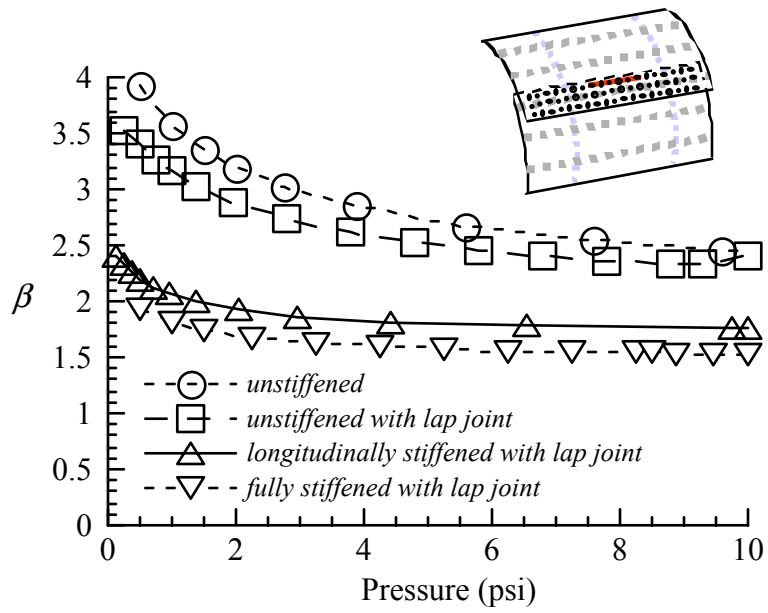 4
3.5
3
2.5
β
2
1.5
1
0.5
0
unstiffened
unstiffened with lap joint
longitudinally stiffened with lap joint
fully stiffened with lap joint
0 2 4 6 8 10
Pressure (psi)